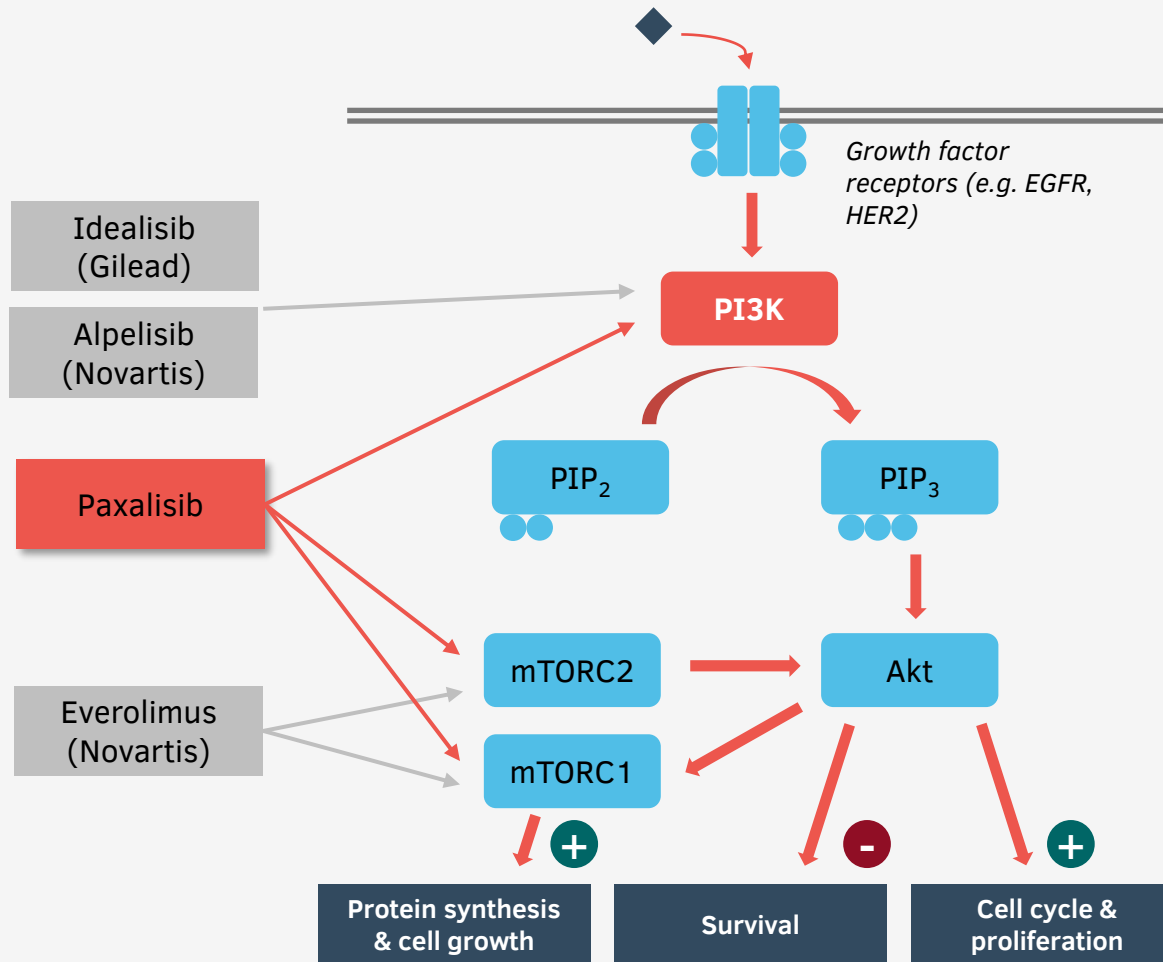 Growth factor
receptors (e.g. EGFR,
HER2)
Idealisib
(Gilead)
Alpelisib
(Novartis)
PI3K
Paxalisib
PIP₂
PIP₃
mTORC2
Akt
Everolimus
(Novartis)
mTORC1
+
-
+
Protein synthesis
& cell growth
Survival
Cell cycle &
proliferation